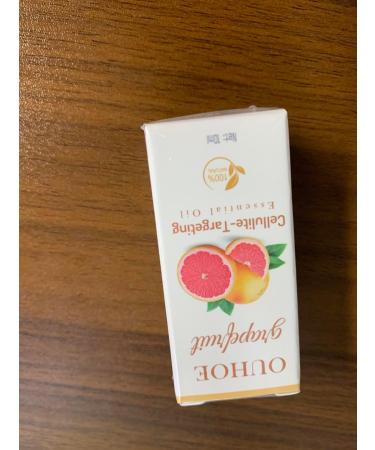 OUHOE
grapefruit
Cellulite-Targeting
Essential Oil
100%
NATURAL
Net: 10ml